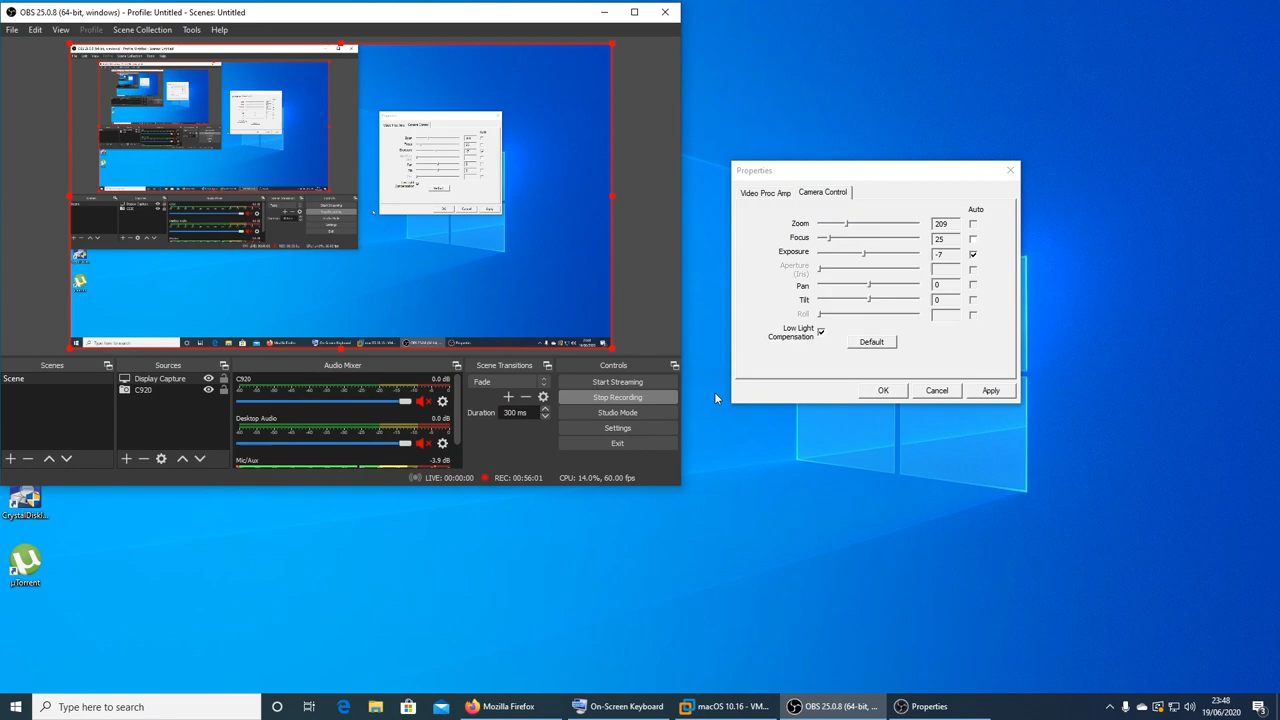 OBS 25.0.8 (64-bit, windows) - Profile: Untitled - Scenes: Untitled
File Edit View Profile Scene Collection Tools Help
Properties
Video Proc Amp Camera Control
Auto
Zoom 209
Focus 25
Exposure -7
Aperture (Iris)
Pan 0
Tilt 0
Roll
Low Light Compensation
Default
OK Cancel Apply
Scenes
Scene
Sources
Display Capture
C920
Audio Mixer
C920 0.0 dB
Desktop Audio 0.0 dB
Mic/Aux -3.9 dB
Scene Transitions
Fade
Duration 300 ms
Controls
Start Streaming
Stop Recording
Studio Mode
Settings
Exit
LIVE: 00:00:00 REC: 00:56:01 CPU: 14.0%, 60.00 fps
CrystalDiskI...
µTorrent
Type here to search
Mozilla Firefox
On-Screen Keyboard
macOS 10.16 - VM...
OBS 25.0.8 (64-bit, ...
Properties
23:48
19/06/2020